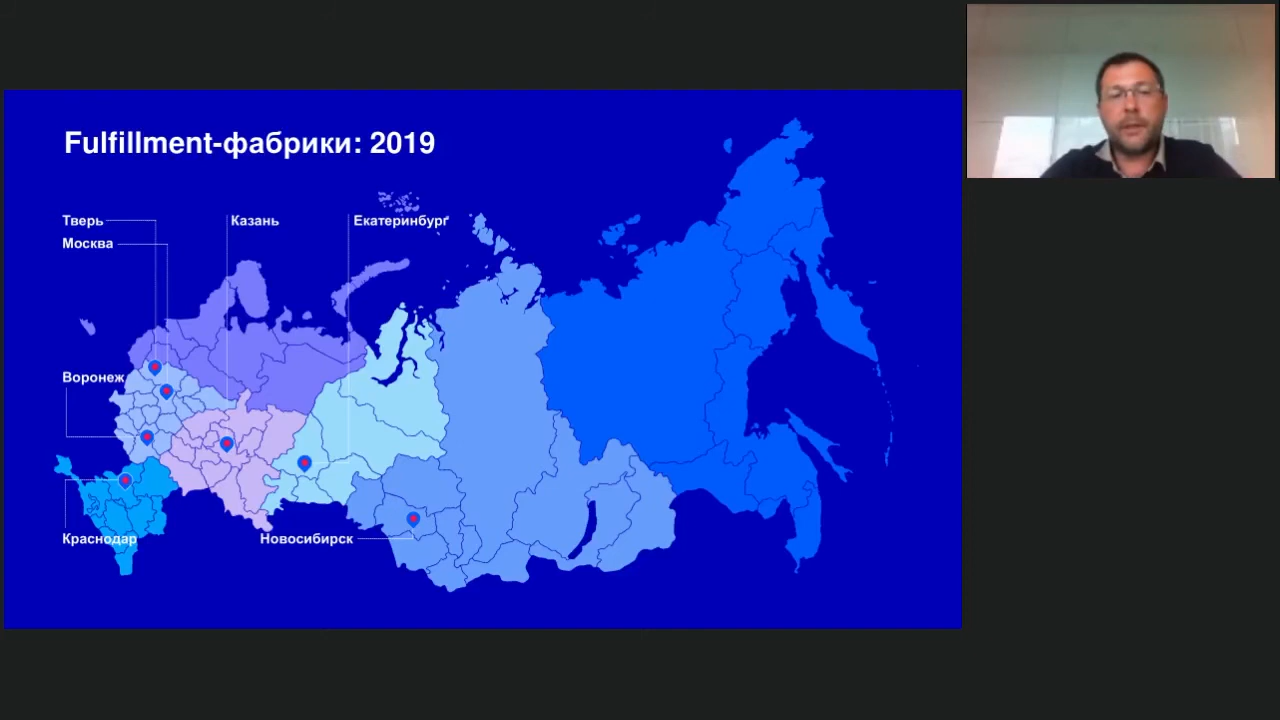 Fulfillment-фабрики: 2019
Тверь
Казань
Екатеринбург
Москва
Воронеж
Краснодар
Новосибирск